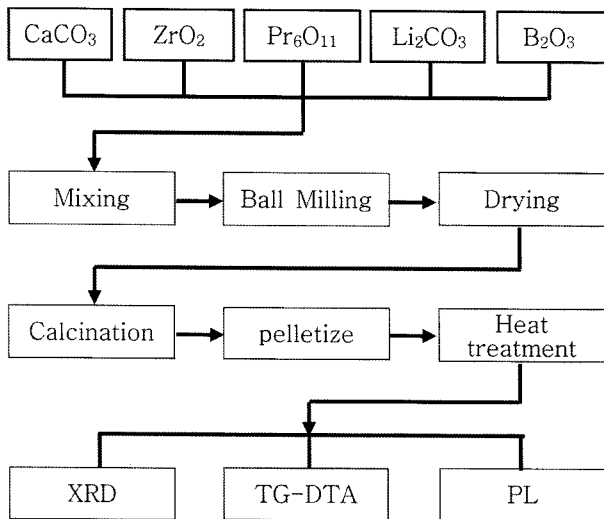 CaCO₃ ZrO₂ Pr₆O₁₁ Li₂CO₃ B₂O₃
Mixing Ball Milling Drying
Calcination pelletize Heat treatment
XRD TG-DTA PL